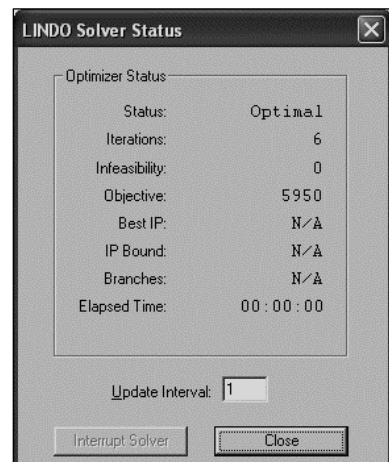 LINDO Solver Status
Optimizer Status
Status: Optimal
Iterations: 6
Infeasibility: 0
Objective: 5950
Best IP: N/A
IP Bound: N/A
Branches: N/A
Elapsed Time: 00:00:00
Update Interval: 1
Interrupt Solver Close